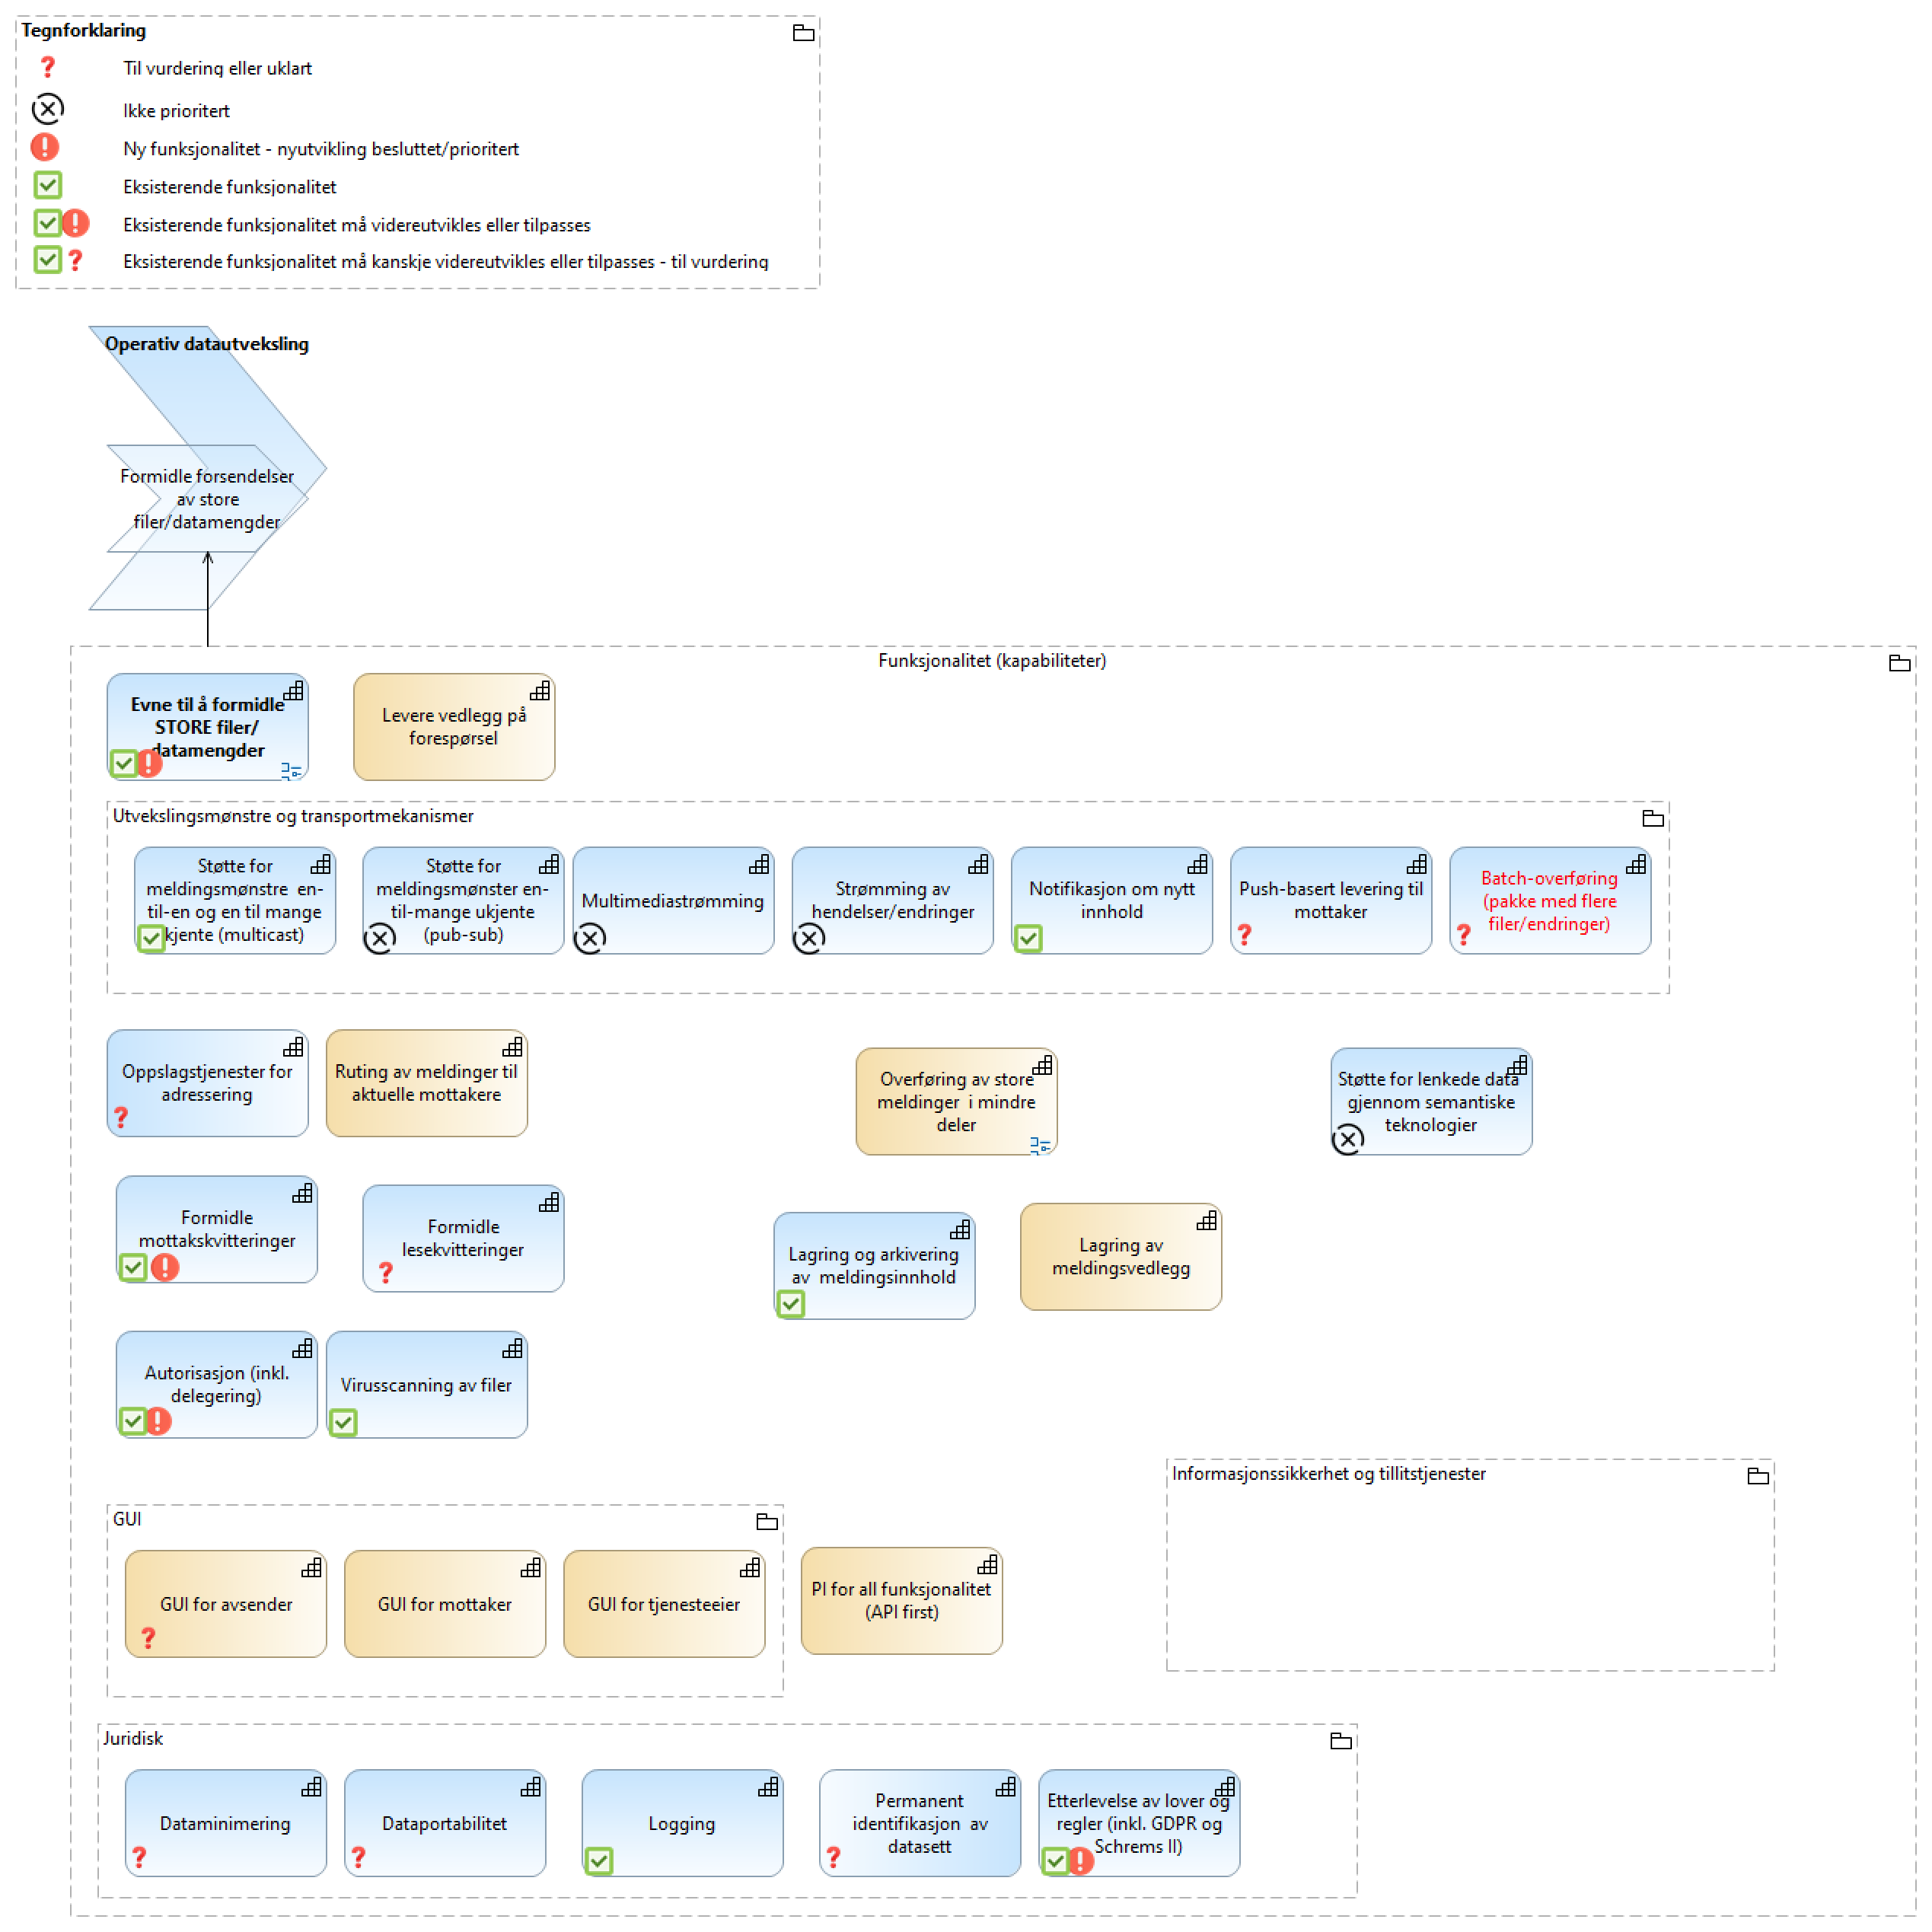 Tegnforklaring
Til vurdering eller uklart
Ikke prioritert
Ny funksjonalitet - nyutvikling besluttet/prioritert
Eksisterende funksjonalitet
Eksisterende funksjonalitet må videreutvikles eller tilpasses
Eksisterende funksjonalitet må kanskje videreutvikles eller tilpasses - til vurdering
Operativ datautveksling
Formidle forsendelser
av store
filer/datamengder
Funksjonalitet (kapabiliteter)
Evne til å formidle
STORE filer/
datamengder
Levere vedlegg på
forespørsel
Utvekslingsmønstre og transportmekanismer
Støtte for
meldingsmønstre  en-
til-en og en til mange
kjente (multicast)
Støtte for
meldingsmønster en-
til-mange ukjente
(pub-sub)
Multimediastrømming
Strømming av
hendelser/endringer
Notifikasjon om nytt
innhold
Push-basert levering til
mottaker
Batch-overføring
(pakke med flere
filer/endringer)
Oppslagstjenester for
adressering
Ruting av meldinger til
aktuelle mottakere
Overføring av store
meldinger  i mindre
deler
Støtte for lenkede data
gjennom semantiske
teknologier
Formidle
mottakskvitteringer
Formidle
lesekvitteringer
Lagring og arkivering
av  meldingsinnhold
Lagring av
meldingsvedlegg
Autorisasjon (inkl.
delegering)
Virusscanning av filer
Informasjonssikkerhet og tillitstjenester
GUI
GUI for avsender
GUI for mottaker
GUI for tjenesteeier
PI for all funksjonalitet
(API first)
Juridisk
Dataminimering
Dataportabilitet
Logging
Permanent
identifikasjon  av
datasett
Etterlevelse av lover og
regler (inkl. GDPR og
Schrems II)